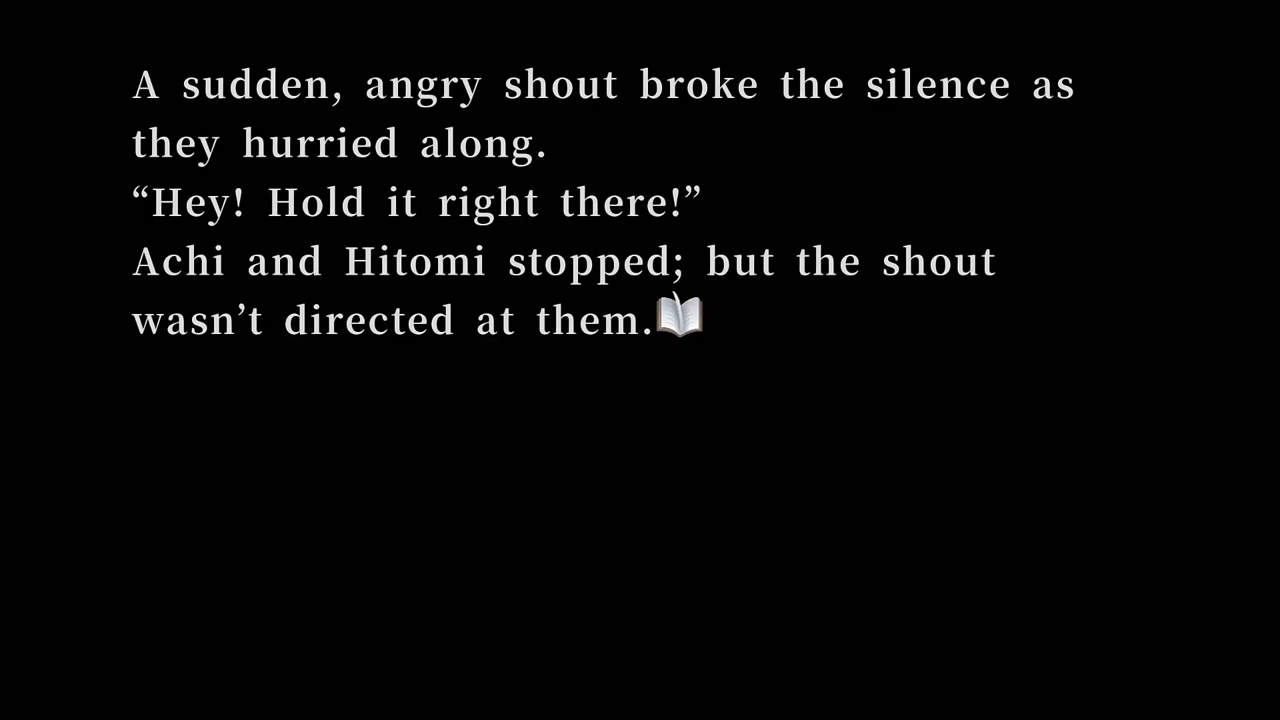 A sudden, angry shout broke the silence as
they hurried along.
“Hey! Hold it right there!”
Achi and Hitomi stopped; but the shout
wasn’t directed at them.